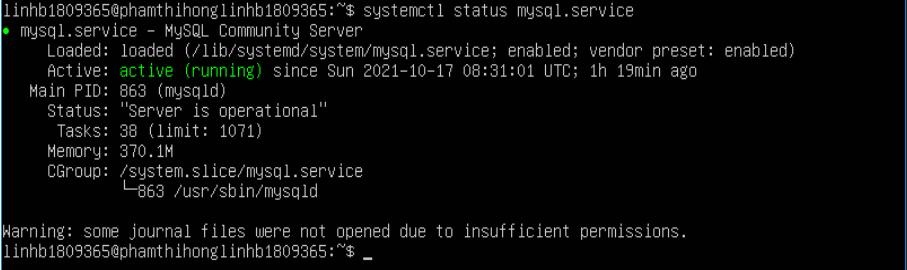 linhb1809365@phamthihonglinhb1809365:~$ systemctl status mysql.service
● mysql.service – MySQL Community Server
Loaded: loaded (/lib/systemd/system/mysql.service; enabled; vendor preset: enabled)
Active: active (running) since Sun 2021-10-17 08:31:01 UTC; 1h 19min ago
Main PID: 863 (mysqld)
Status: "Server is operational"
Tasks: 38 (limit: 1071)
Memory: 370.1M
CGroup: /system.slice/mysql.service
└─863 /usr/sbin/mysqld
Warning: some journal files were not opened due to insufficient permissions.
linhb1809365@phamthihonglinhb1809365:~$ _